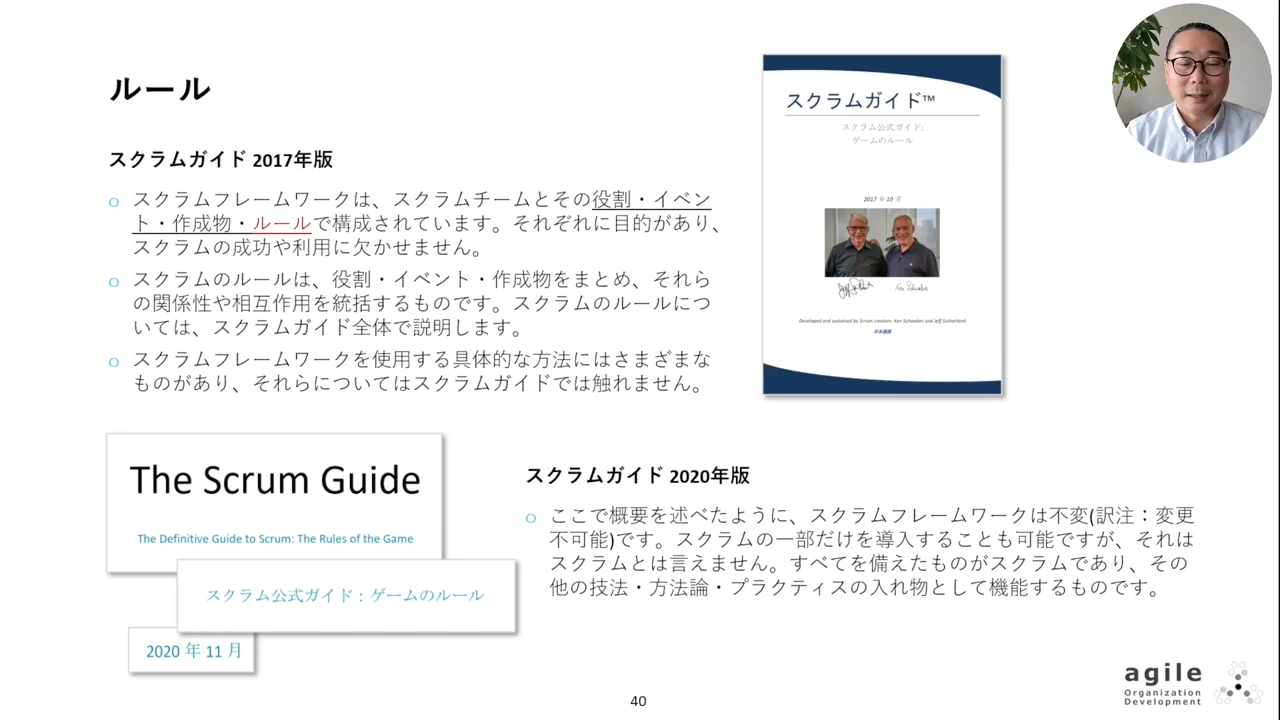 ルール
スクラムガイド 2017年版
スクラムフレームワークは、スクラムチームとその役割・イベン
ト・作成物・ルールで構成されています。それぞれに目的があり、
スクラムの成功や利用に欠かせません。
スクラムのルールは、役割・イベント・作成物をまとめ、それら
の関係性や相互作用を統括するものです。スクラムのルールにつ
いては、スクラムガイド全体で説明します。
スクラムフレームワークを使用する具体的な方法にはさまざまな
ものがあり、それらについてはスクラムガイドでは触れません。
スクラムガイド™
スクラム公式ガイド:
ゲームのルール
2017 年 10 月
Developed and sustained by Scrum creators: Ken Schwaber and Jeff Sutherland
日本語版
The Scrum Guide
The Definitive Guide to Scrum: The Rules of the Game
スクラム公式ガイド：ゲームのルール
2020 年 11 月
スクラムガイド 2020年版
ここで概要を述べたように、スクラムフレームワークは不変(訳注：変更
不可能)です。スクラムの一部だけを導入することも可能ですが、それは
スクラムとは言えません。すべてを備えたものがスクラムであり、その
他の技法・方法論・プラクティスの入れ物として機能するものです。
40
agile
Organization
Development